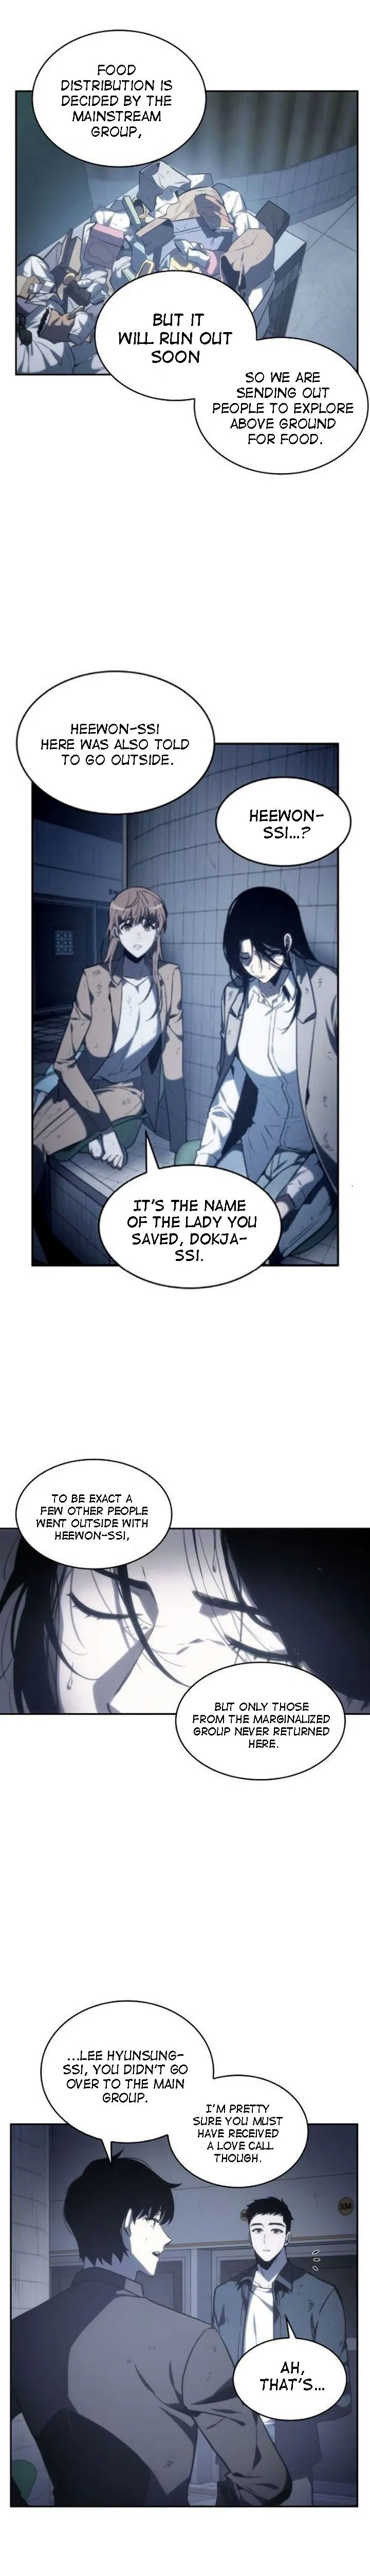 FOOD
DISTRIBUTION IS
DECIDED BY THE
MAINSTREAM
GROUP,
BUT IT
WILL RUN OUT
SOON
SO WE ARE
SENDING OUT
PEOPLE TO EXPLORE
ABOVE GROUND
FOR FOOD.
HEEWON-SSI
HERE WAS ALSO TOLD
TO GO OUTSIDE.
HEEWON-
SSI...?
IT'S THE NAME
OF THE LADY YOU
SAVED, DOKJA-
SSI.
TO BE EXACT A
FEW OTHER PEOPLE
WENT OUTSIDE WITH
HEEWON-SSI,
BUT ONLY THOSE
FROM THE MARGINALIZED
GROUP NEVER RETURNED
HERE.
...LEE HYUNSUNG-
SSI, YOU DIDN'T GO
OVER TO THE MAIN
GROUP.
I'M PRETTY
SURE YOU MUST
HAVE RECEIVED
A LOVE CALL
THOUGH.
AH,
THAT'S...